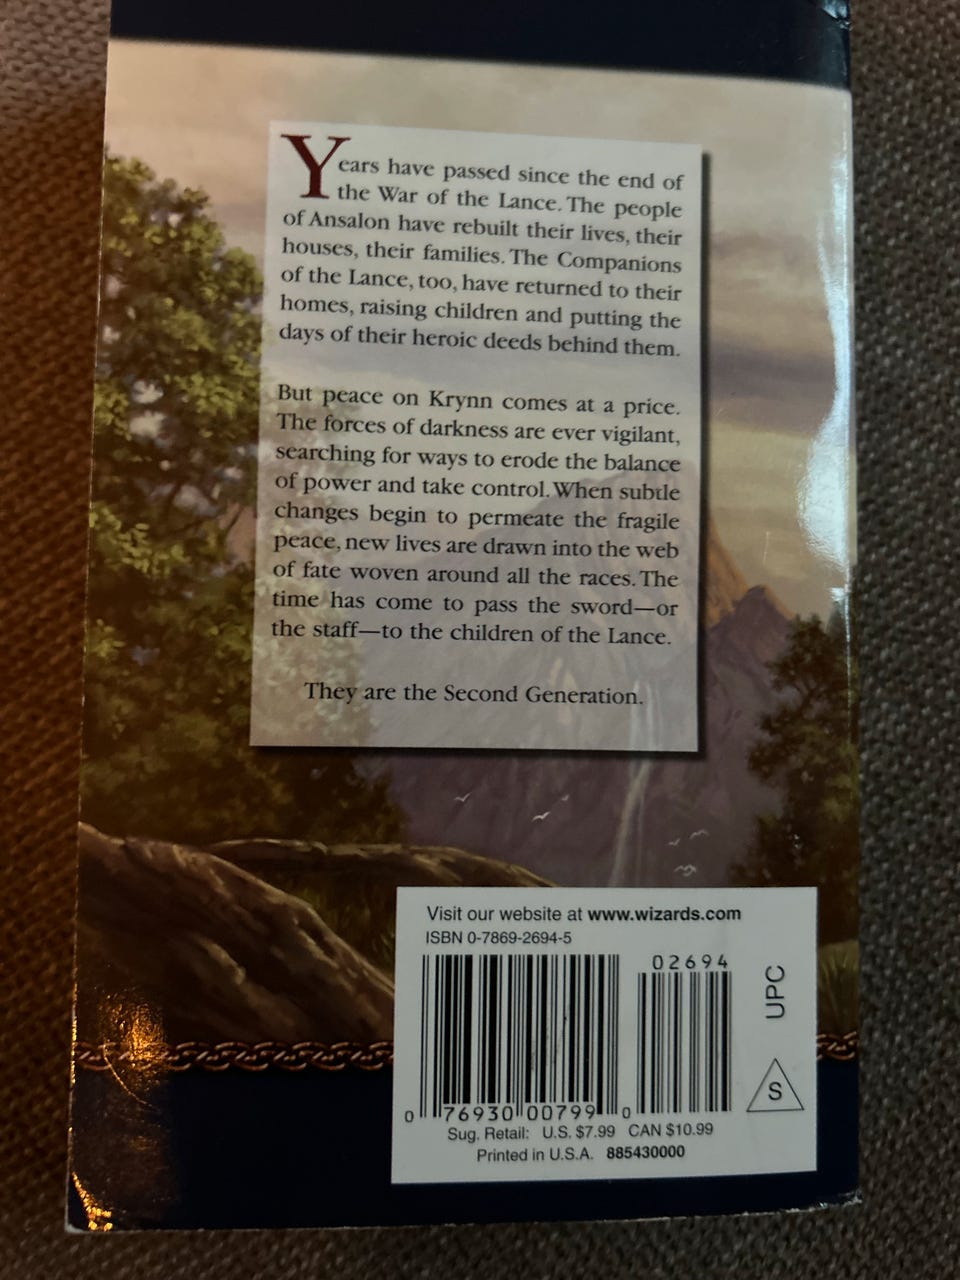 Years have passed since the end of
the War of the Lance. The people
of Ansalon have rebuilt their lives, their
houses, their families. The Companions
of the Lance, too, have returned to their
homes, raising children and putting the
days of their heroic deeds behind them.
But peace on Krynn comes at a price.
The forces of darkness are ever vigilant,
searching for ways to erode the balance
of power and take control. When subtle
changes begin to permeate the fragile
peace, new lives are drawn into the web
of fate woven around all the races. The
time has come to pass the sword—or
the staff—to the children of the Lance.
They are the Second Generation.
Visit our website at www.wizards.com
ISBN 0-7869-2694-5
02694
UPC
S
0 76930 00799 0
Sug. Retail: U.S. $7.99 CAN $10.99
Printed in U.S.A. 885430000